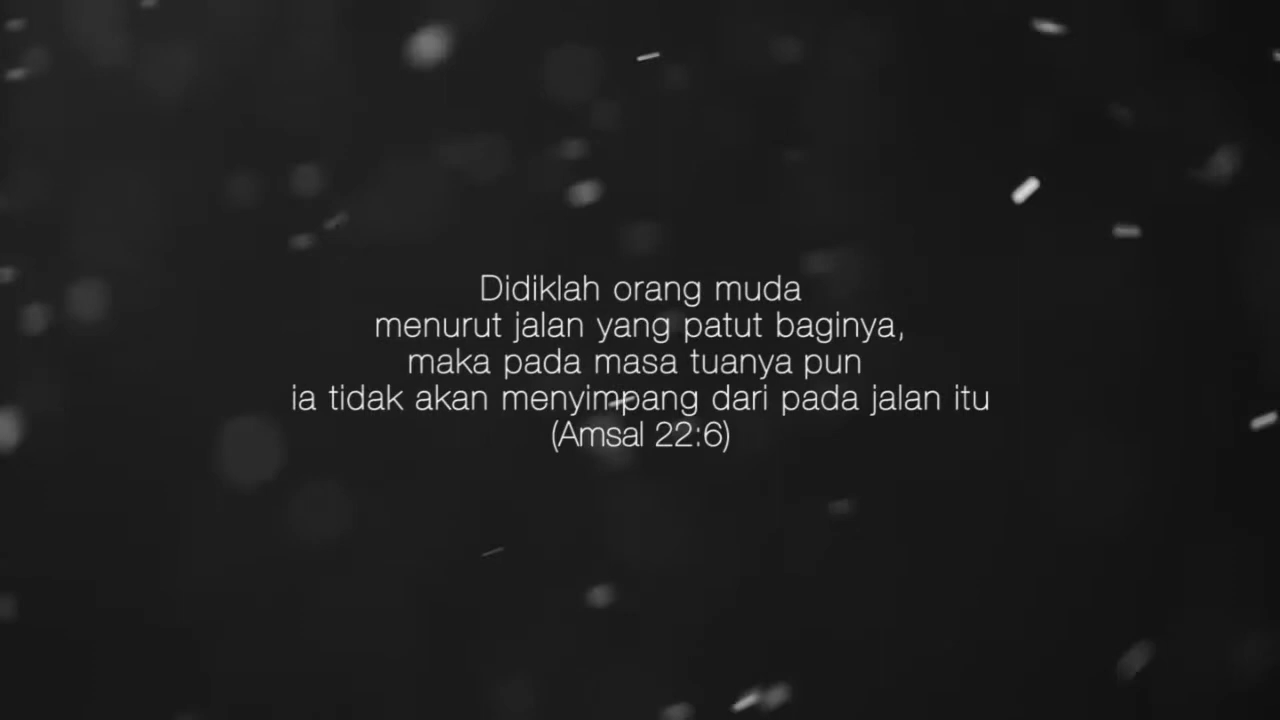 Didiklah orang muda
menurut jalan yang patut baginya,
maka pada masa tuanya pun
ia tidak akan menyimpang dari pada jalan itu
(Amsal 22:6)